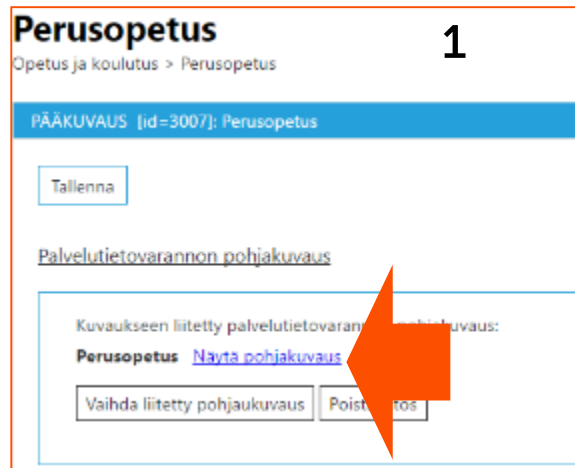 Perusopetus
1
Opetus ja koulutus > Perusopetus
PÄÄKUVAUS [id=3007]: Perusopetus
Tallenna
Palvelutietovarannon pohjakuvaus
Kuvaukseen liitetty
Perusopetus Näytä pohjakuvaus
Vaihda liitetty pohjaukuvaus